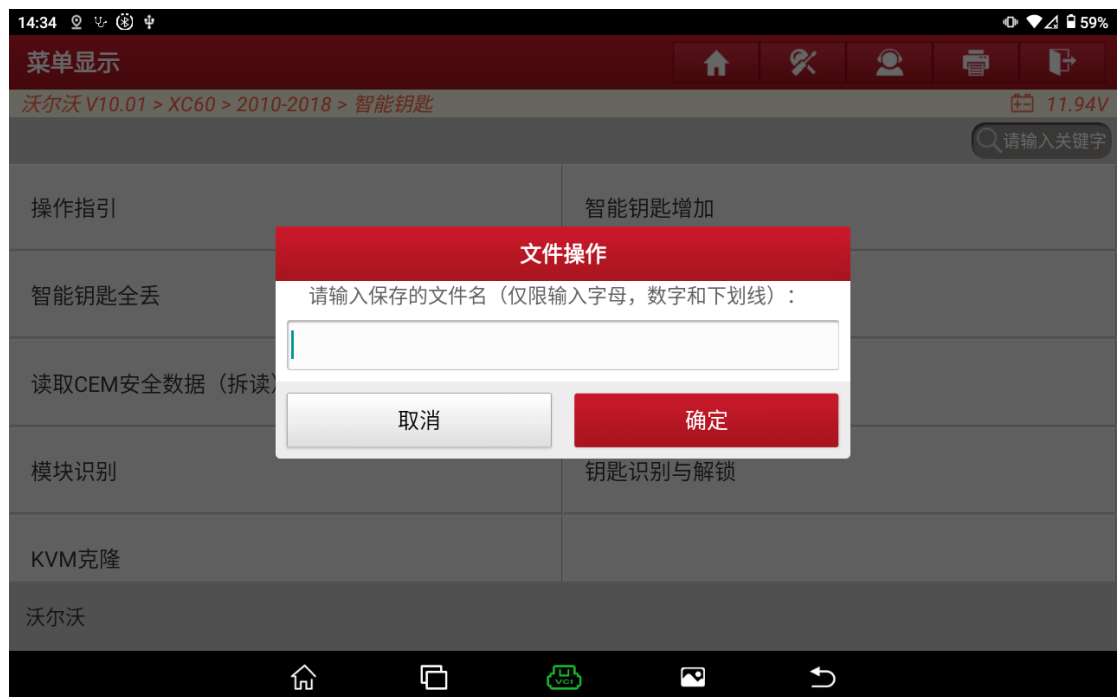 14:34
59%
菜单显示
沃尔沃 V10.01 > XC60 > 2010-2018 > 智能钥匙
11.94V
请输入关键字
操作指引
智能钥匙增加
文件操作
请输入保存的文件名（仅限输入字母，数字和下划线）:
智能钥匙全丢
读取CEM安全数据（拆读）
取消
确定
模块识别
钥匙识别与解锁
KVM克隆
沃尔沃
VCI